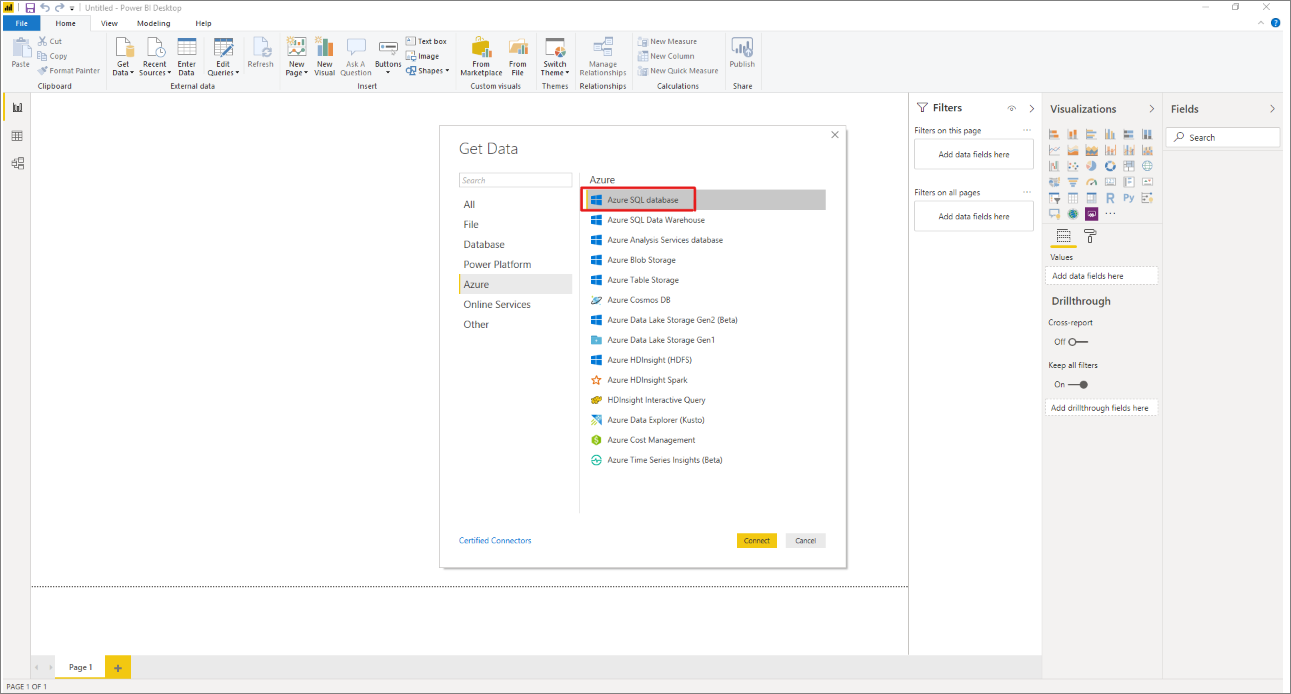 Untitled - Power BI Desktop
File Home View Modeling Help
Paste
Cut
Copy
Format Painter
Clipboard
Get Data
Recent Sources
Enter Data
Edit Queries
Refresh
External data
New Page
New Visual
Ask A Question
Buttons
Text box
Image
Shapes
Insert
From Marketplace
From File
Custom visuals
Switch Theme
Themes
Manage Relationships
Relationships
New Measure
New Column
New Quick Measure
Calculations
Publish
Share
Get Data
Search
All
File
Database
Power Platform
Azure
Online Services
Other
Azure
Azure SQL database
Azure SQL Data Warehouse
Azure Analysis Services database
Azure Blob Storage
Azure Table Storage
Azure Cosmos DB
Azure Data Lake Storage Gen2 (Beta)
Azure Data Lake Storage Gen1
Azure HDInsight (HDFS)
Azure HDInsight Spark
HDInsight Interactive Query
Azure Data Explorer (Kusto)
Azure Cost Management
Azure Time Series Insights (Beta)
Certified Connectors
Connect
Cancel
Filters
Filters on this page
Add data fields here
Filters on all pages
Add data fields here
Visualizations
R
Py
Values
Add data fields here
Drillthrough
Cross-report
Off
Keep all filters
On
Add drillthrough fields here
Fields
Search
Page 1
PAGE 1 OF 1